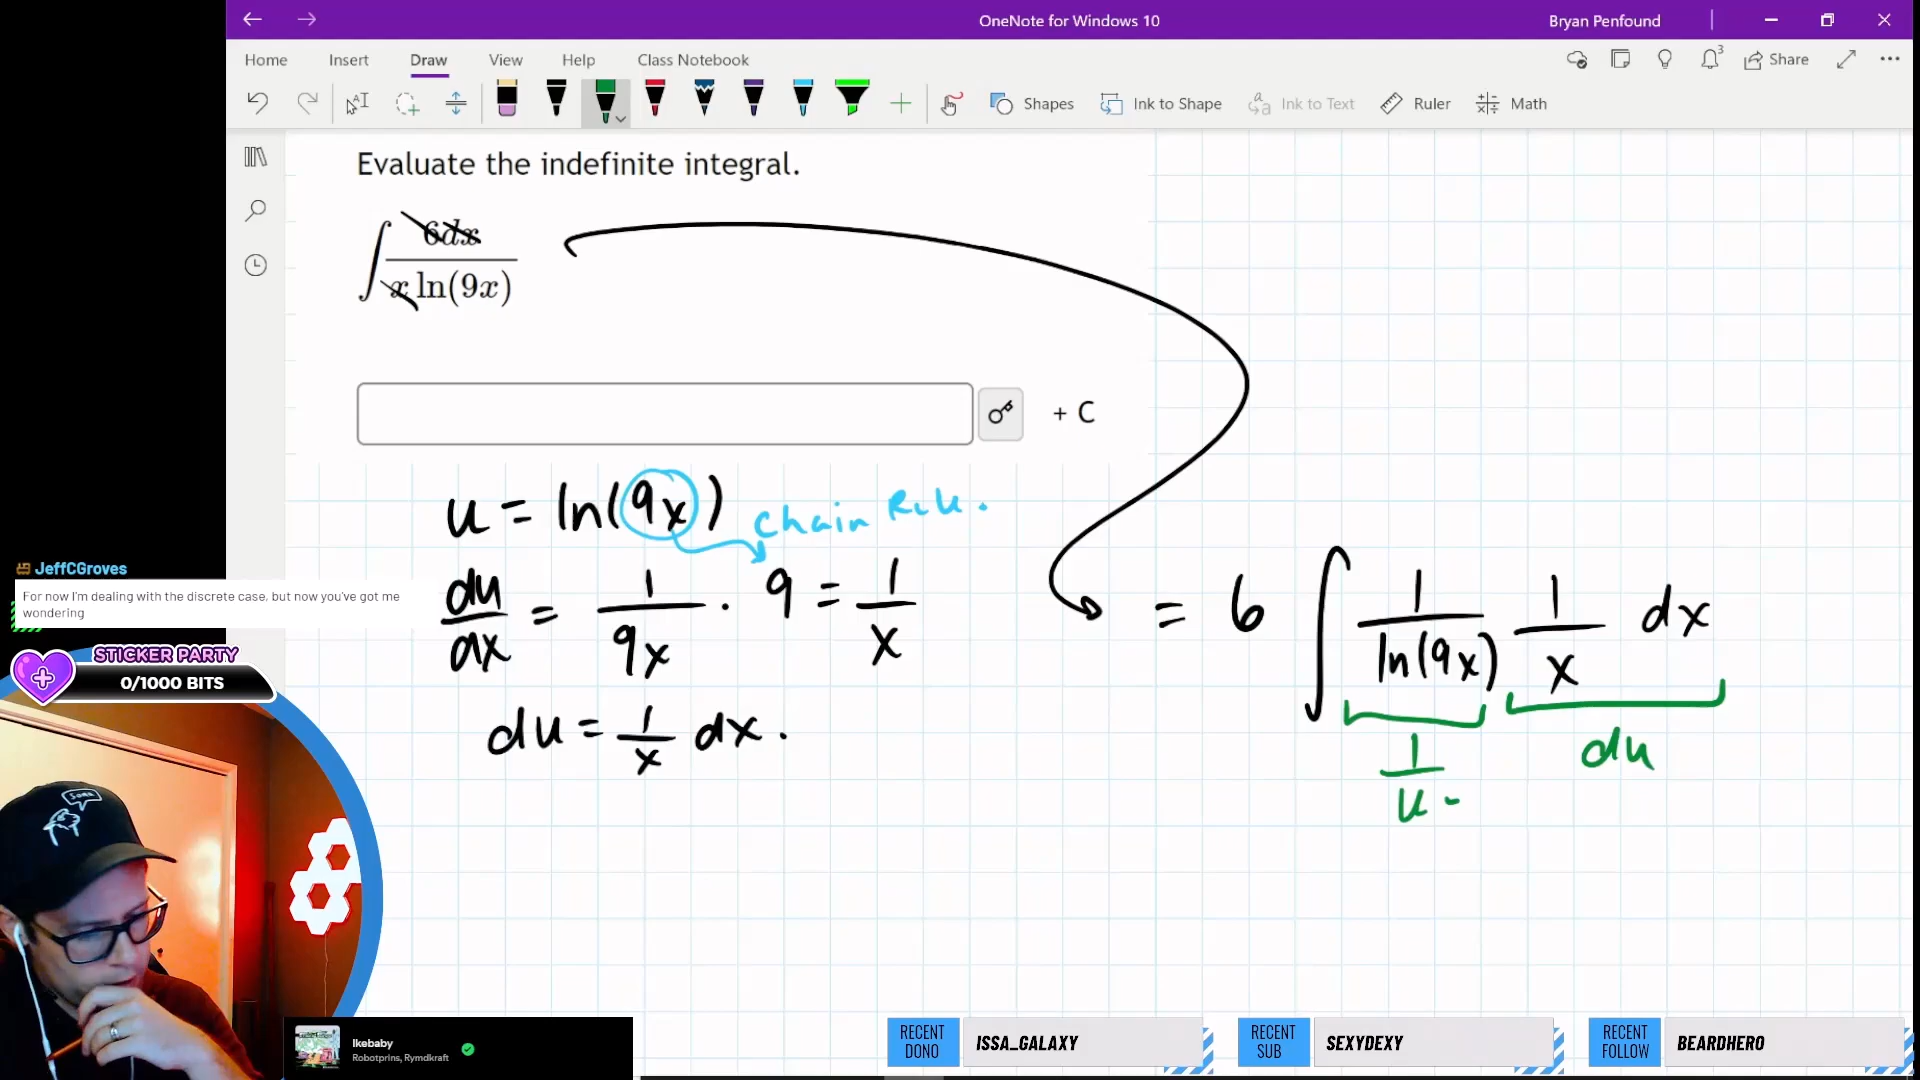 OneNote for Windows 10
Bryan Penfound
Home Insert Draw View Help Class Notebook
3 Share
Shapes Ink to Shape Ink to Text Ruler Math
Evaluate the indefinite integral.
∫ 6dx / x ln(9x)
+ C
u = ln(9x)
Chain Rule.
du/dx = 1/9x · 9 = 1/x
du = 1/x dx.
= 6 ∫ 1/ln(9x) 1/x dx
1/u du
JeffCGroves
For now I'm dealing with the discrete case, but now you've got me
wondering
STICKER PARTY
0/1000 BITS
Ikebaby
Robotprins, Rymdkraft
RECENT DONO ISSA_GALAXY
RECENT SUB SEXYDEXY
RECENT FOLLOW BEARDHERO